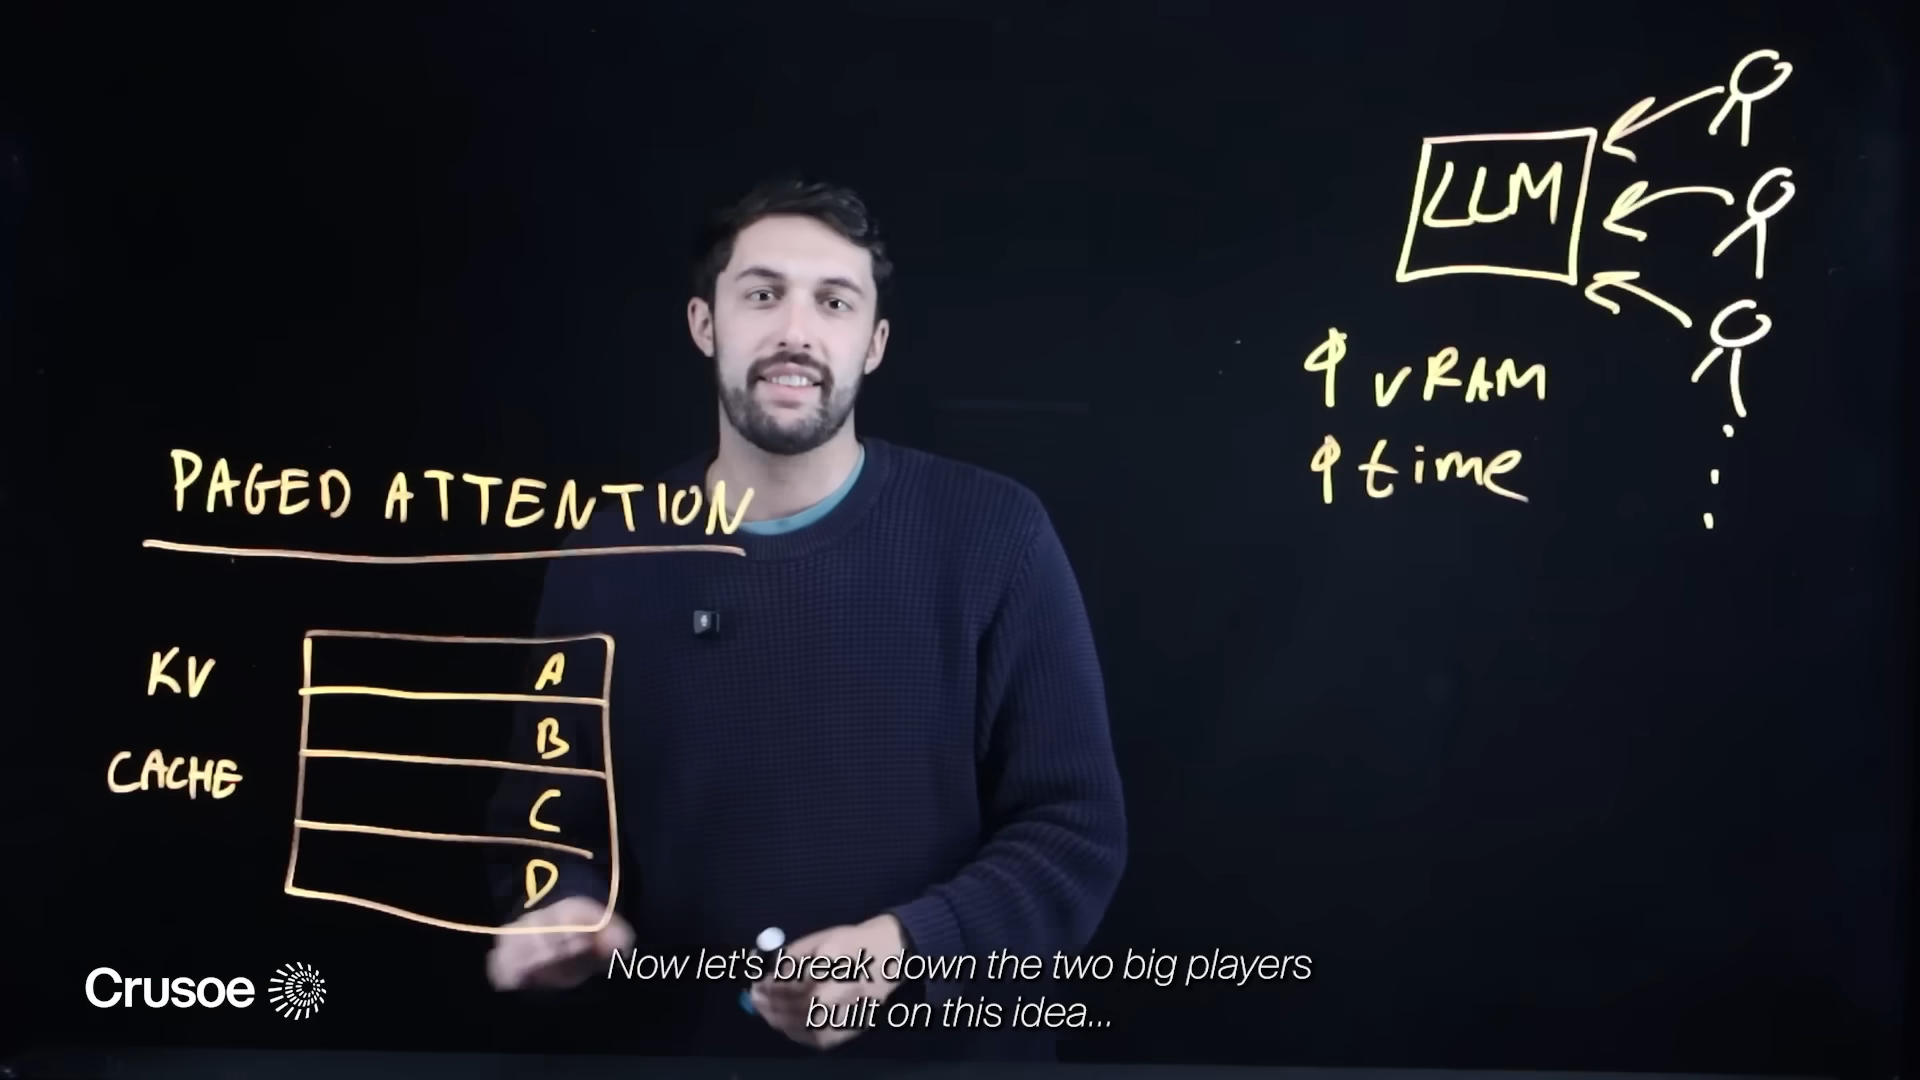 LLM
↑ VRAM
↑ time
PAGED ATTENTION
KV
CACHE
A
B
C
D
Crusoe
Now let's break down the two big players
built on this idea...